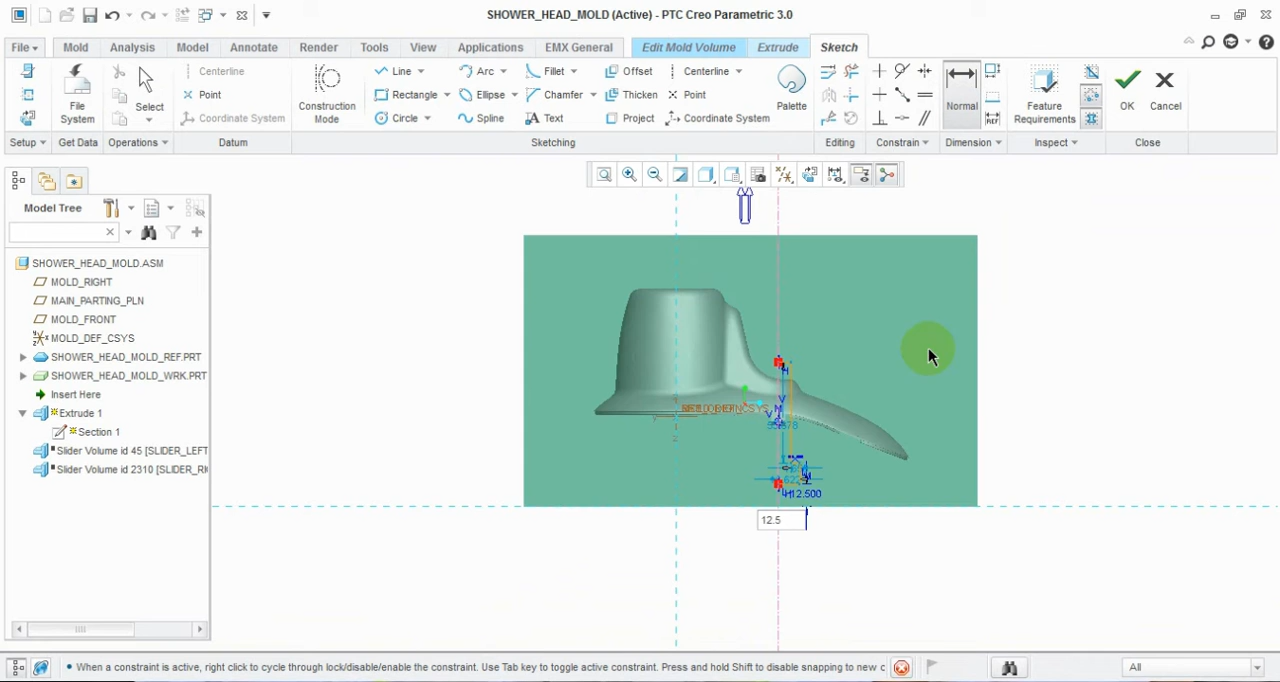 SHOWER_HEAD_MOLD (Active) - PTC Creo Parametric 3.0
File Mold Analysis Model Annotate Render Tools View Applications EMX General Edit Mold Volume Extrude Sketch
Centerline Line Arc Fillet Offset Centerline
Point Rectangle Ellipse Chamfer Thicken Point
Coordinate System Circle Spline Text Project Coordinate System
File System Select Construction Mode Palette Normal Feature Requirements OK Cancel
Setup Get Data Operations Datum Sketching Editing Constrain Dimension Inspect Close
Model Tree
SHOWER_HEAD_MOLD.ASM
MOLD_RIGHT
MAIN_PARTING_PLN
MOLD_FRONT
MOLD_DEF_CSYS
SHOWER_HEAD_MOLD_REF.PRT
SHOWER_HEAD_MOLD_WRK.PRT
Insert Here
Extrude 1
Section 1
Slider Volume id 45 [SLIDER_LEFT
Slider Volume id 2310 [SLIDER_RI
H
V
V
12.500
12.5
When a constraint is active, right click to cycle through lock/disable/enable the constraint. Use Tab key to toggle active constraint. Press and hold Shift to disable snapping to new c
All